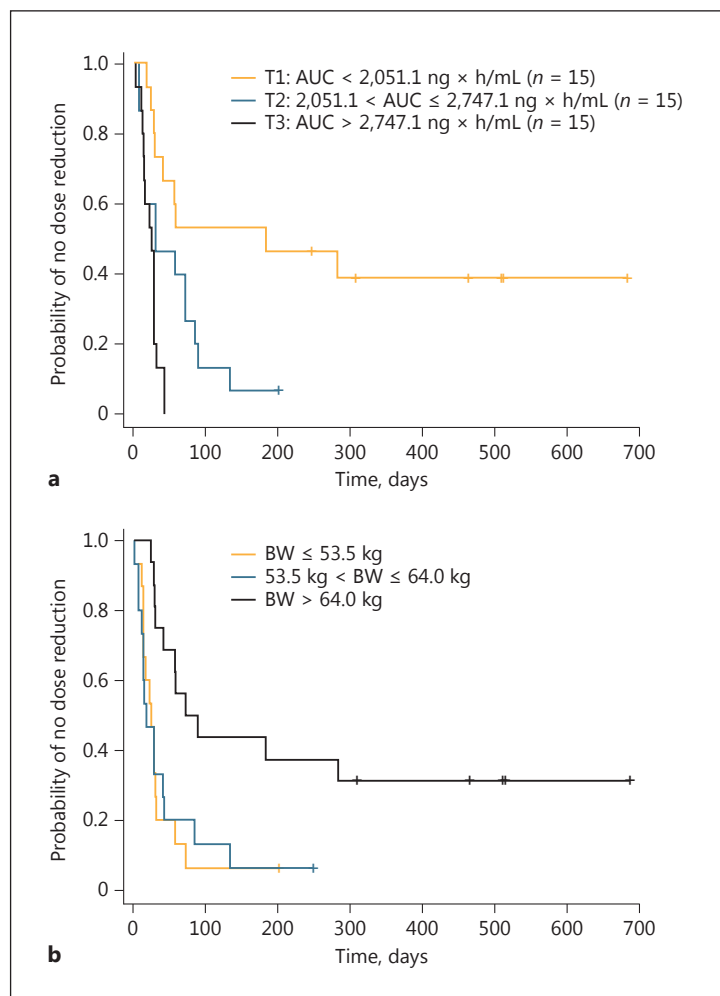 T1: AUC < 2,051.1 ng × h/mL (n = 15)
T2: 2,051.1 < AUC ≤ 2,747.1 ng × h/mL (n = 15)
T3: AUC > 2,747.1 ng × h/mL (n = 15)
Probability of no dose reduction
1.0
0.8
0.6
0.4
0.2
0
0 100 200 300 400 500 600 700
Time, days
a
BW ≤ 53.5 kg
53.5 kg < BW ≤ 64.0 kg
BW > 64.0 kg
Probability of no dose reduction
1.0
0.8
0.6
0.4
0.2
0
0 100 200 300 400 500 600 700
Time, days
b